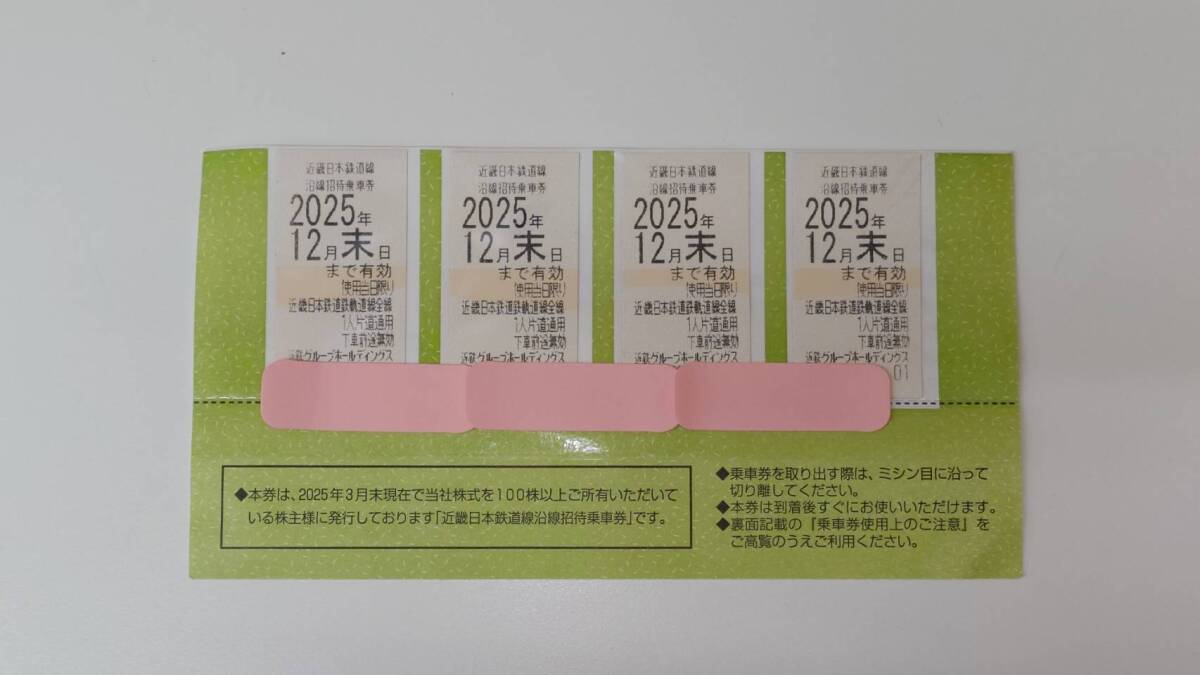 近畿日本鉄道線
沿線招待乗車券
2025年
12月末日
まで有効
(使用当日限り)
近畿日本鉄道鉄軌道線全線
1人片道通用
下車前途無効
近鉄グループホールディングス
近畿日本鉄道線
沿線招待乗車券
2025年
12月末日
まで有効
(使用当日限り)
近畿日本鉄道鉄軌道線全線
1人片道通用
下車前途無効
近鉄グループホールディングス
近畿日本鉄道線
沿線招待乗車券
2025年
12月末日
まで有効
(使用当日限り)
近畿日本鉄道鉄軌道線全線
1人片道通用
下車前途無効
近鉄グループホールディングス
近畿日本鉄道線
沿線招待乗車券
2025年
12月末日
まで有効
(使用当日限り)
近畿日本鉄道鉄軌道線全線
1人片道通用
下車前途無効
近鉄グループホールディングス
01
◆本券は、2025年3月末現在で当社株式を100株以上ご所有いただいて
いる株主様に発行しております「近畿日本鉄道線沿線招待乗車券」です。
◆乗車券を取り出す際は、ミシン目に沿って
切り離してください。
◆本券は到着後すぐにお使いいただけます。
◆裏面記載の『乗車券使用上のご注意』を
ご高覧のうえご利用ください。